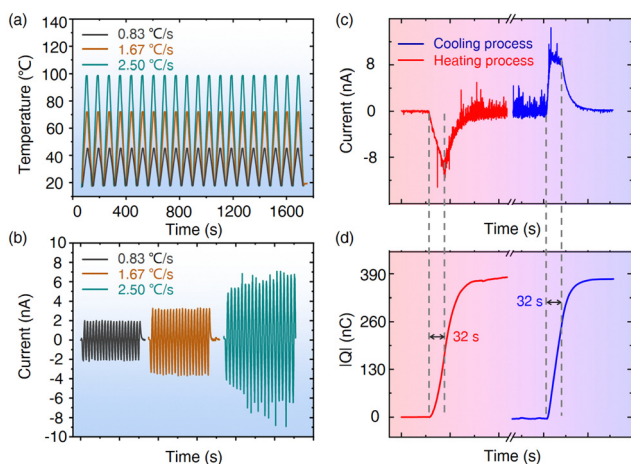 (a)
0.83 ℃/s
1.67 ℃/s
2.50 ℃/s
140
120
100
80
60
40
20
Temperature (℃)
0
400
800
1200
1600
Time (s)
(b)
0.83 ℃/s
1.67 ℃/s
2.50 ℃/s
10
8
6
4
2
0
-2
-4
-6
-8
-10
Current (nA)
Time (s)
(c)
Cooling process
Heating process
8
0
-8
Current (nA)
Time (s)
(d)
390
260
130
0
|Q| (nC)
32 s
32 s
Time (s)